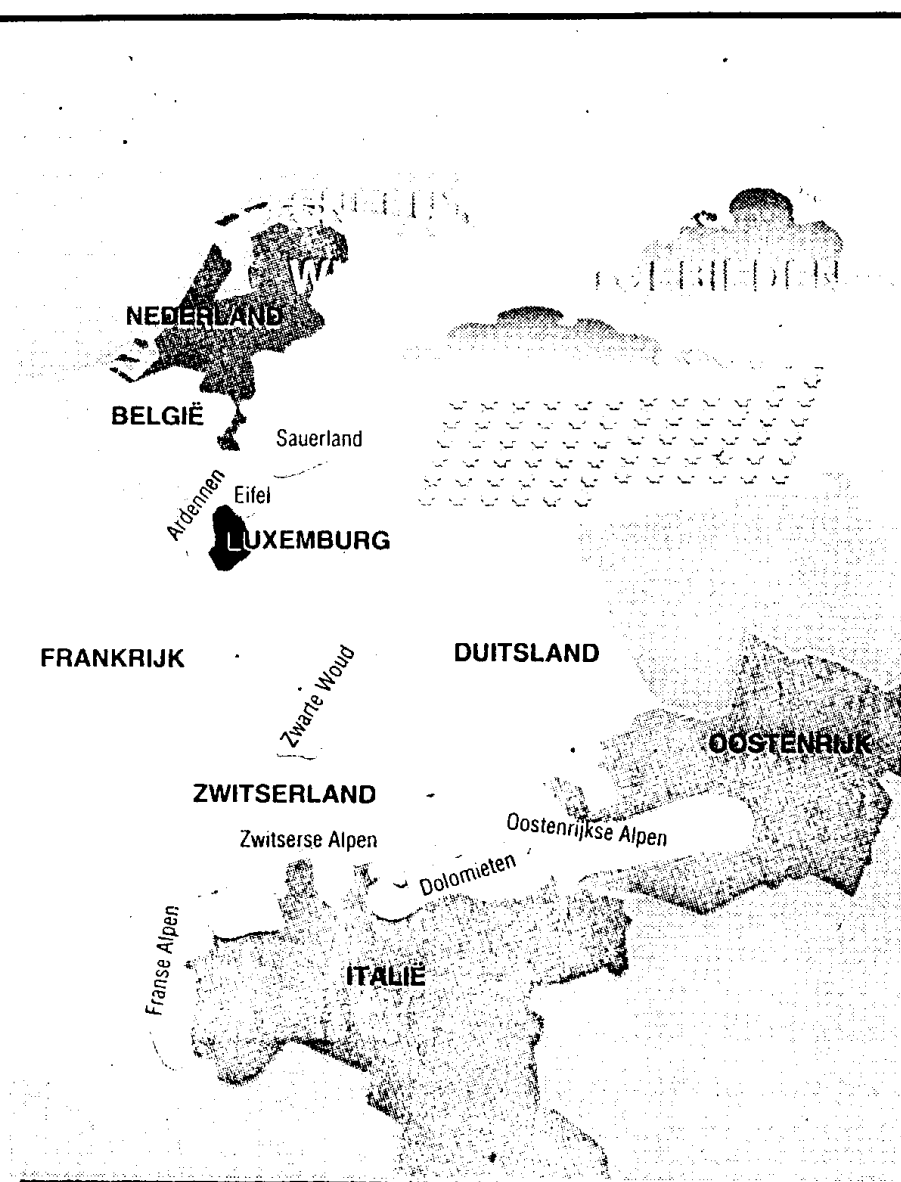 NEDERLAND
BELGIË
Sauerland
Ardennen
Eifel
LUXEMBURG
FRANKRIJK
DUITSLAND
Zwarte Woud
OOSTENRIJK
ZWITSERLAND
Zwitserse Alpen
Oostenrijkse Alpen
Dolomieten
Franse Alpen
ITALIË